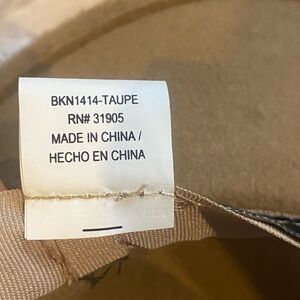 BKN1414-TAUPE
RN# 31905
MADE IN CHINA /
HECHO EN CHINA